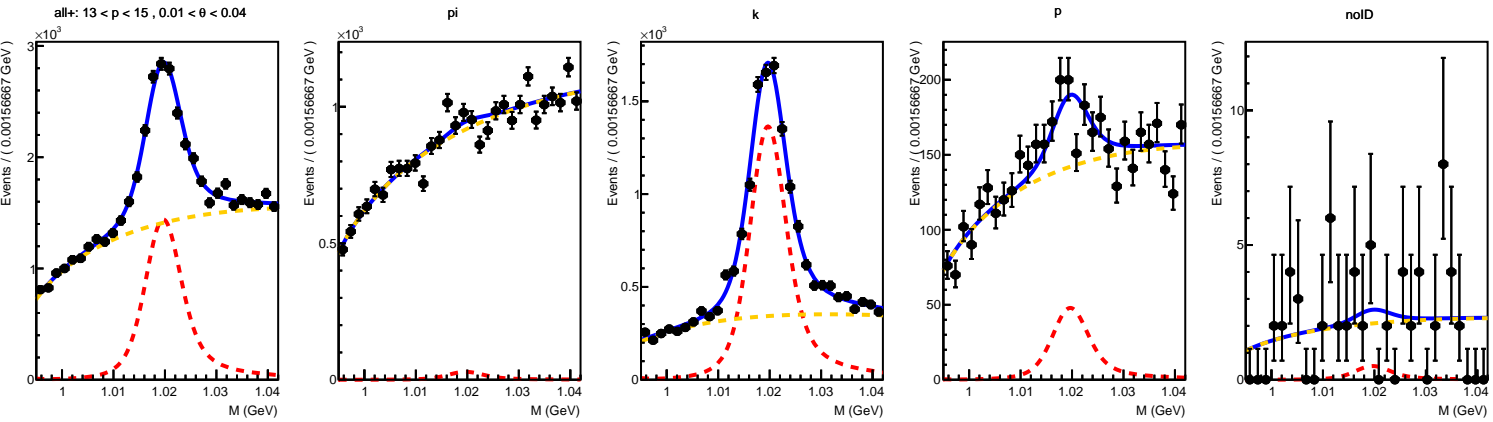 all+: 13 < p < 15 , 0.01 < θ < 0.04
×10³
Events / ( 0.00156667 GeV )
3
2
1
0
1 1.01 1.02 1.03 1.04
M (GeV)
pi
×10³
Events / ( 0.00156667 GeV )
1
0.5
0
1 1.01 1.02 1.03 1.04
M (GeV)
k
×10³
Events / ( 0.00156667 GeV )
1.5
1
0.5
0
1 1.01 1.02 1.03 1.04
M (GeV)
p
Events / ( 0.00156667 GeV )
200
150
100
50
0
1 1.01 1.02 1.03 1.04
M (GeV)
noID
Events / ( 0.00156667 GeV )
10
5
0
1 1.01 1.02 1.03 1.04
M (GeV)